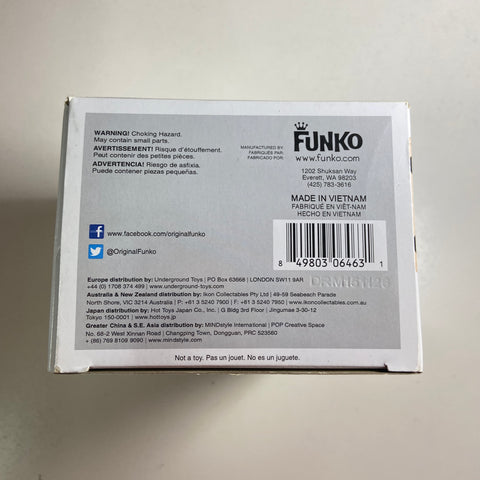 WARNING! Choking Hazard.
May contain small parts.
AVERTISSEMENT! Risque d'étouffement.
Peut contenir des petites pièces.
ADVERTENCIA! Riesgo de asfixia.
Puede contener piezas pequeñas.
www.facebook.com/originalfunko
@OriginalFunko
MANUFACTURED BY:
FABRIQUÉS PAR:
FABRICADO POR:
FUNKO
www.funko.com
1202 Shuksan Way
Everett, WA 98203
(425) 783-3616
MADE IN VIETNAM
FABRIQUÉ EN VIÊT-NAM
HECHO EN VIETNAM
8 49803 06463 1
DRM151126
Europe distribution by: Underground Toys | PO Box 63668 | LONDON SW11 9AR
+44 (0) 1708 374 499 | www.underground-toys.com
Australia & New Zealand distribution by: Ikon Collectables Pty Ltd | 49-59 Seabeach Parade
North Shore, VIC 3214 Australia | P: +61 3 5240 7900 | F: +61 3 5240 7950 | www.ikoncollectables.com.au
Japan distribution by: Hot Toys Japan Co., Inc. | G Bldg 3rd Floor | Jingumae 3-30-12
Tokyo 150-0001 | www.hottoys.jp
Greater China & S.E. Asia distribution by: MINDstyle International | POP Creative Space
No. 68-2 West Xinnan Road | Changping Town, Dongguan, PRC 523560
+ (86) 769 8109 9090 | www.mindstyle.com
Not a toy. Pas un jouet. No es un juguete.